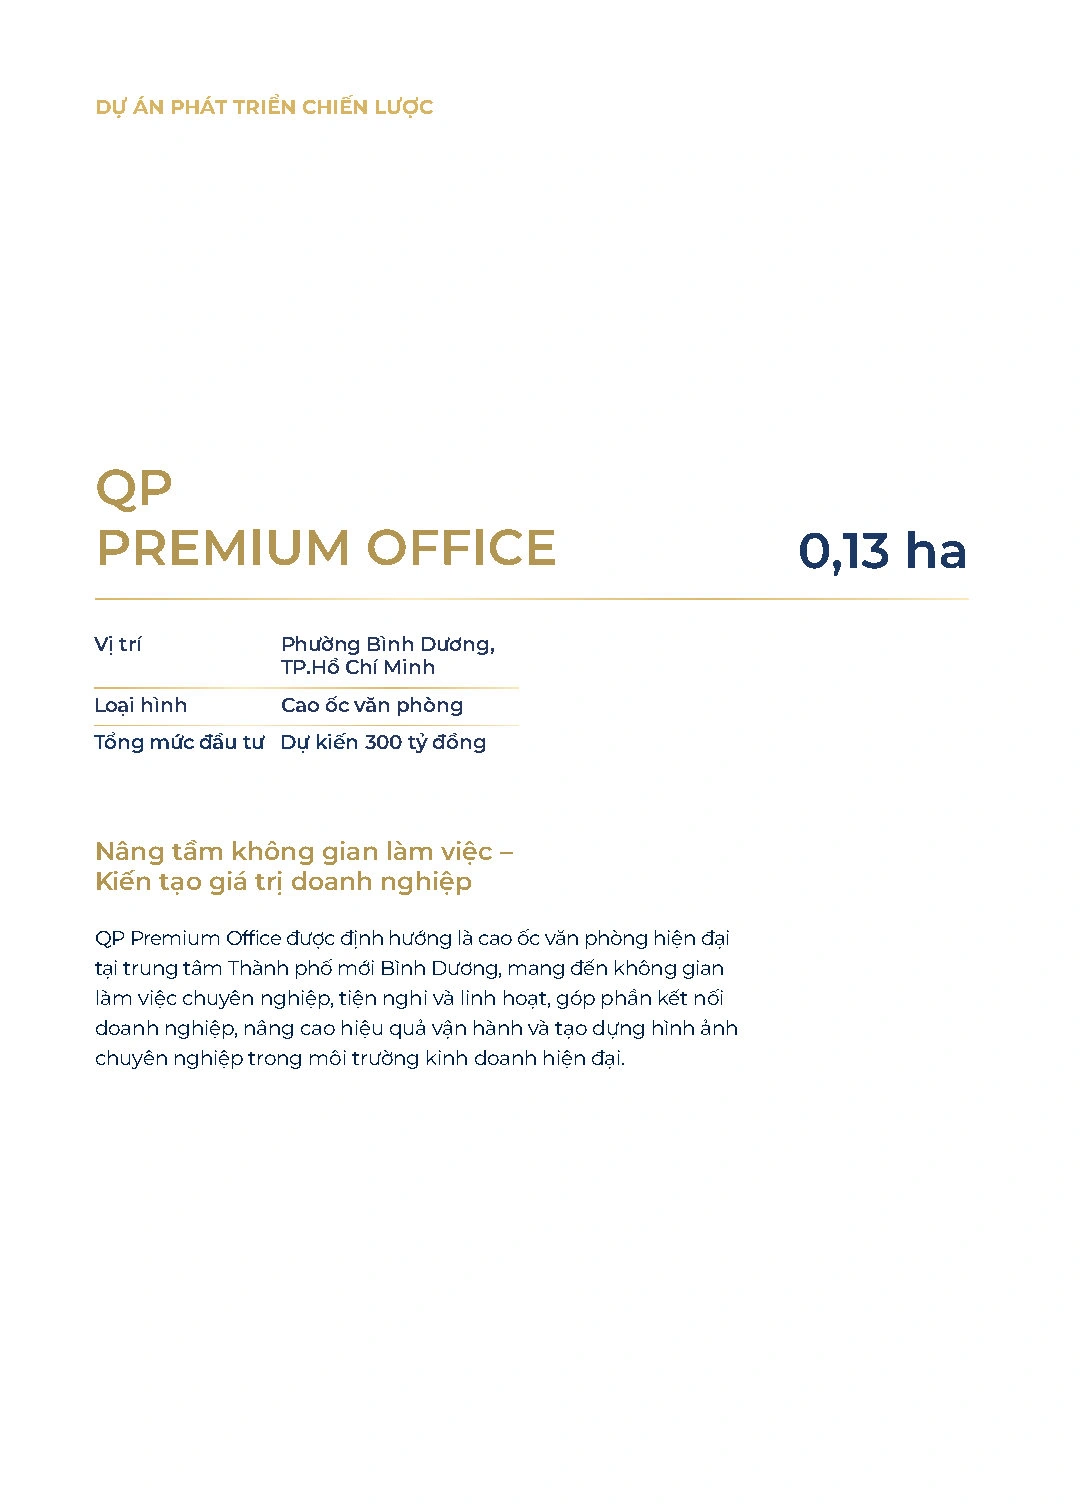 DỰ ÁN PHÁT TRIỂN CHIẾN LƯỢC
QP
PREMIUM OFFICE
0,13 ha
Vị trí
Phường Bình Dương,
TP.Hồ Chí Minh
Loại hình
Cao ốc văn phòng
Tổng mức đầu tư
Dự kiến 300 tỷ đồng
Nâng tầm không gian làm việc –
Kiến tạo giá trị doanh nghiệp
QP Premium Office được định hướng là cao ốc văn phòng hiện đại
tại trung tâm Thành phố mới Bình Dương, mang đến không gian
làm việc chuyên nghiệp, tiện nghi và linh hoạt, góp phần kết nối
doanh nghiệp, nâng cao hiệu quả vận hành và tạo dựng hình ảnh
chuyên nghiệp trong môi trường kinh doanh hiện đại.